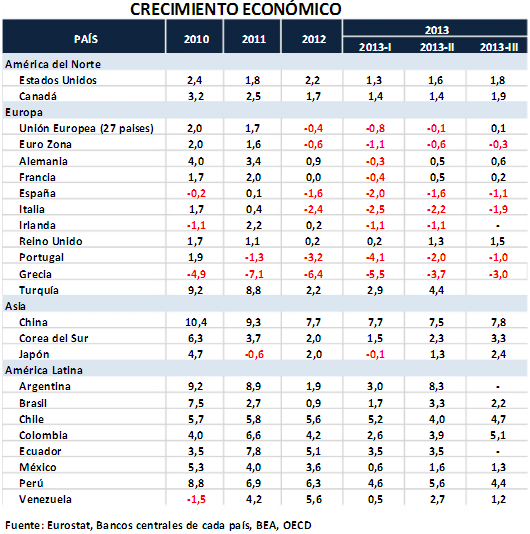 CRECIMIENTO ECONÓMICO
PAÍS 2010 2011 2012 2013
2013-I 2013-II 2013-III
América del Norte
Estados Unidos 2,4 1,8 2,2 1,3 1,6 1,8
Canadá 3,2 2,5 1,7 1,4 1,4 1,9
Europa
Unión Europea (27 países) 2,0 1,7 -0,4 -0,8 -0,1 0,1
Euro Zona 2,0 1,6 -0,6 -1,1 -0,6 -0,3
Alemania 4,0 3,4 0,9 -0,3 0,5 0,6
Francia 1,7 2,0 0,0 -0,4 0,5 0,2
España -0,2 0,1 -1,6 -2,0 -1,6 -1,1
Italia 1,7 0,4 -2,4 -2,5 -2,2 -1,9
Irlanda -1,1 2,2 0,2 -1,1 -1,1 -
Reino Unido 1,7 1,1 0,2 0,2 1,3 1,5
Portugal 1,9 -1,3 -3,2 -4,1 -2,0 -1,0
Grecia -4,9 -7,1 -6,4 -5,5 -3,7 -3,0
Turquía 9,2 8,8 2,2 2,9 4,4
Asia
China 10,4 9,3 7,7 7,7 7,5 7,8
Corea del Sur 6,3 3,7 2,0 1,5 2,3 3,3
Japón 4,7 -0,6 2,0 -0,1 1,3 2,4
América Latina
Argentina 9,2 8,9 1,9 3,0 8,3 -
Brasil 7,5 2,7 0,9 1,7 3,3 2,2
Chile 5,7 5,8 5,6 5,2 4,0 4,7
Colombia 4,0 6,6 4,2 2,6 3,9 5,1
Ecuador 3,5 7,8 5,1 3,5 3,5 -
México 5,3 4,0 3,6 0,6 1,6 1,3
Perú 8,8 6,9 6,3 4,6 5,6 4,4
Venezuela -1,5 4,2 5,6 0,5 2,7 1,2
Fuente: Eurostat, Bancos centrales de cada país, BEA, OECD